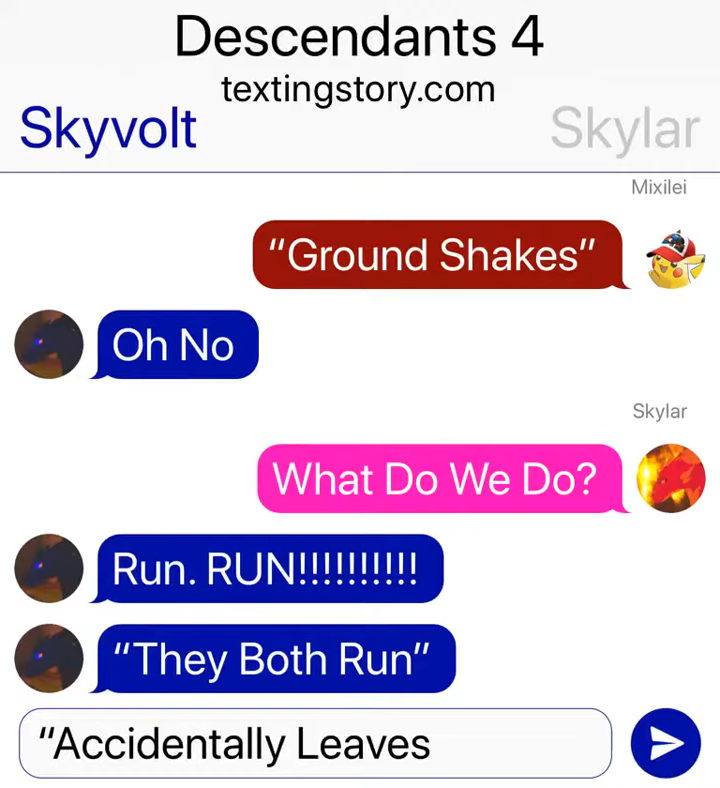 Descendants 4
textingstory.com
Skyvolt
Skylar
Mixilei
“Ground Shakes”
Oh No
Skylar
What Do We Do?
Run. RUN!!!!!!!!!!
“They Both Run”
“Accidentally Leaves